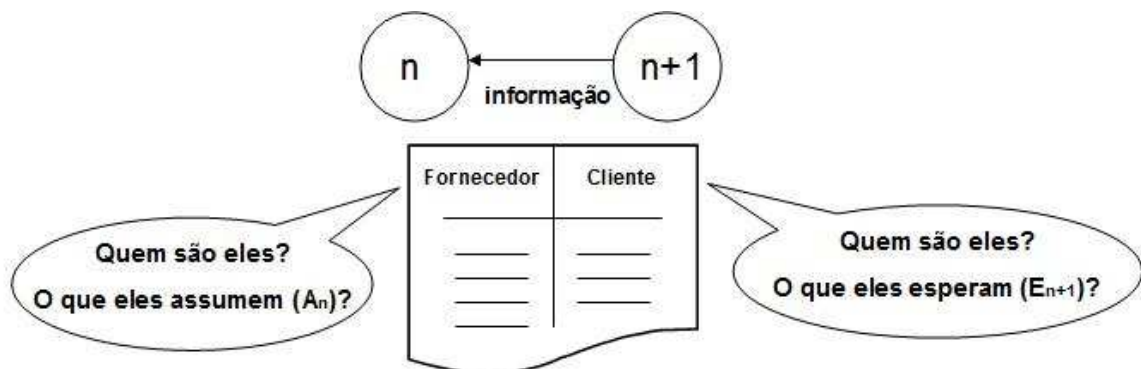 n
n+1
informação
Fornecedor
Cliente
Quem são eles?
O que eles assumem (An)?
Quem são eles?
O que eles esperam (En+1)?